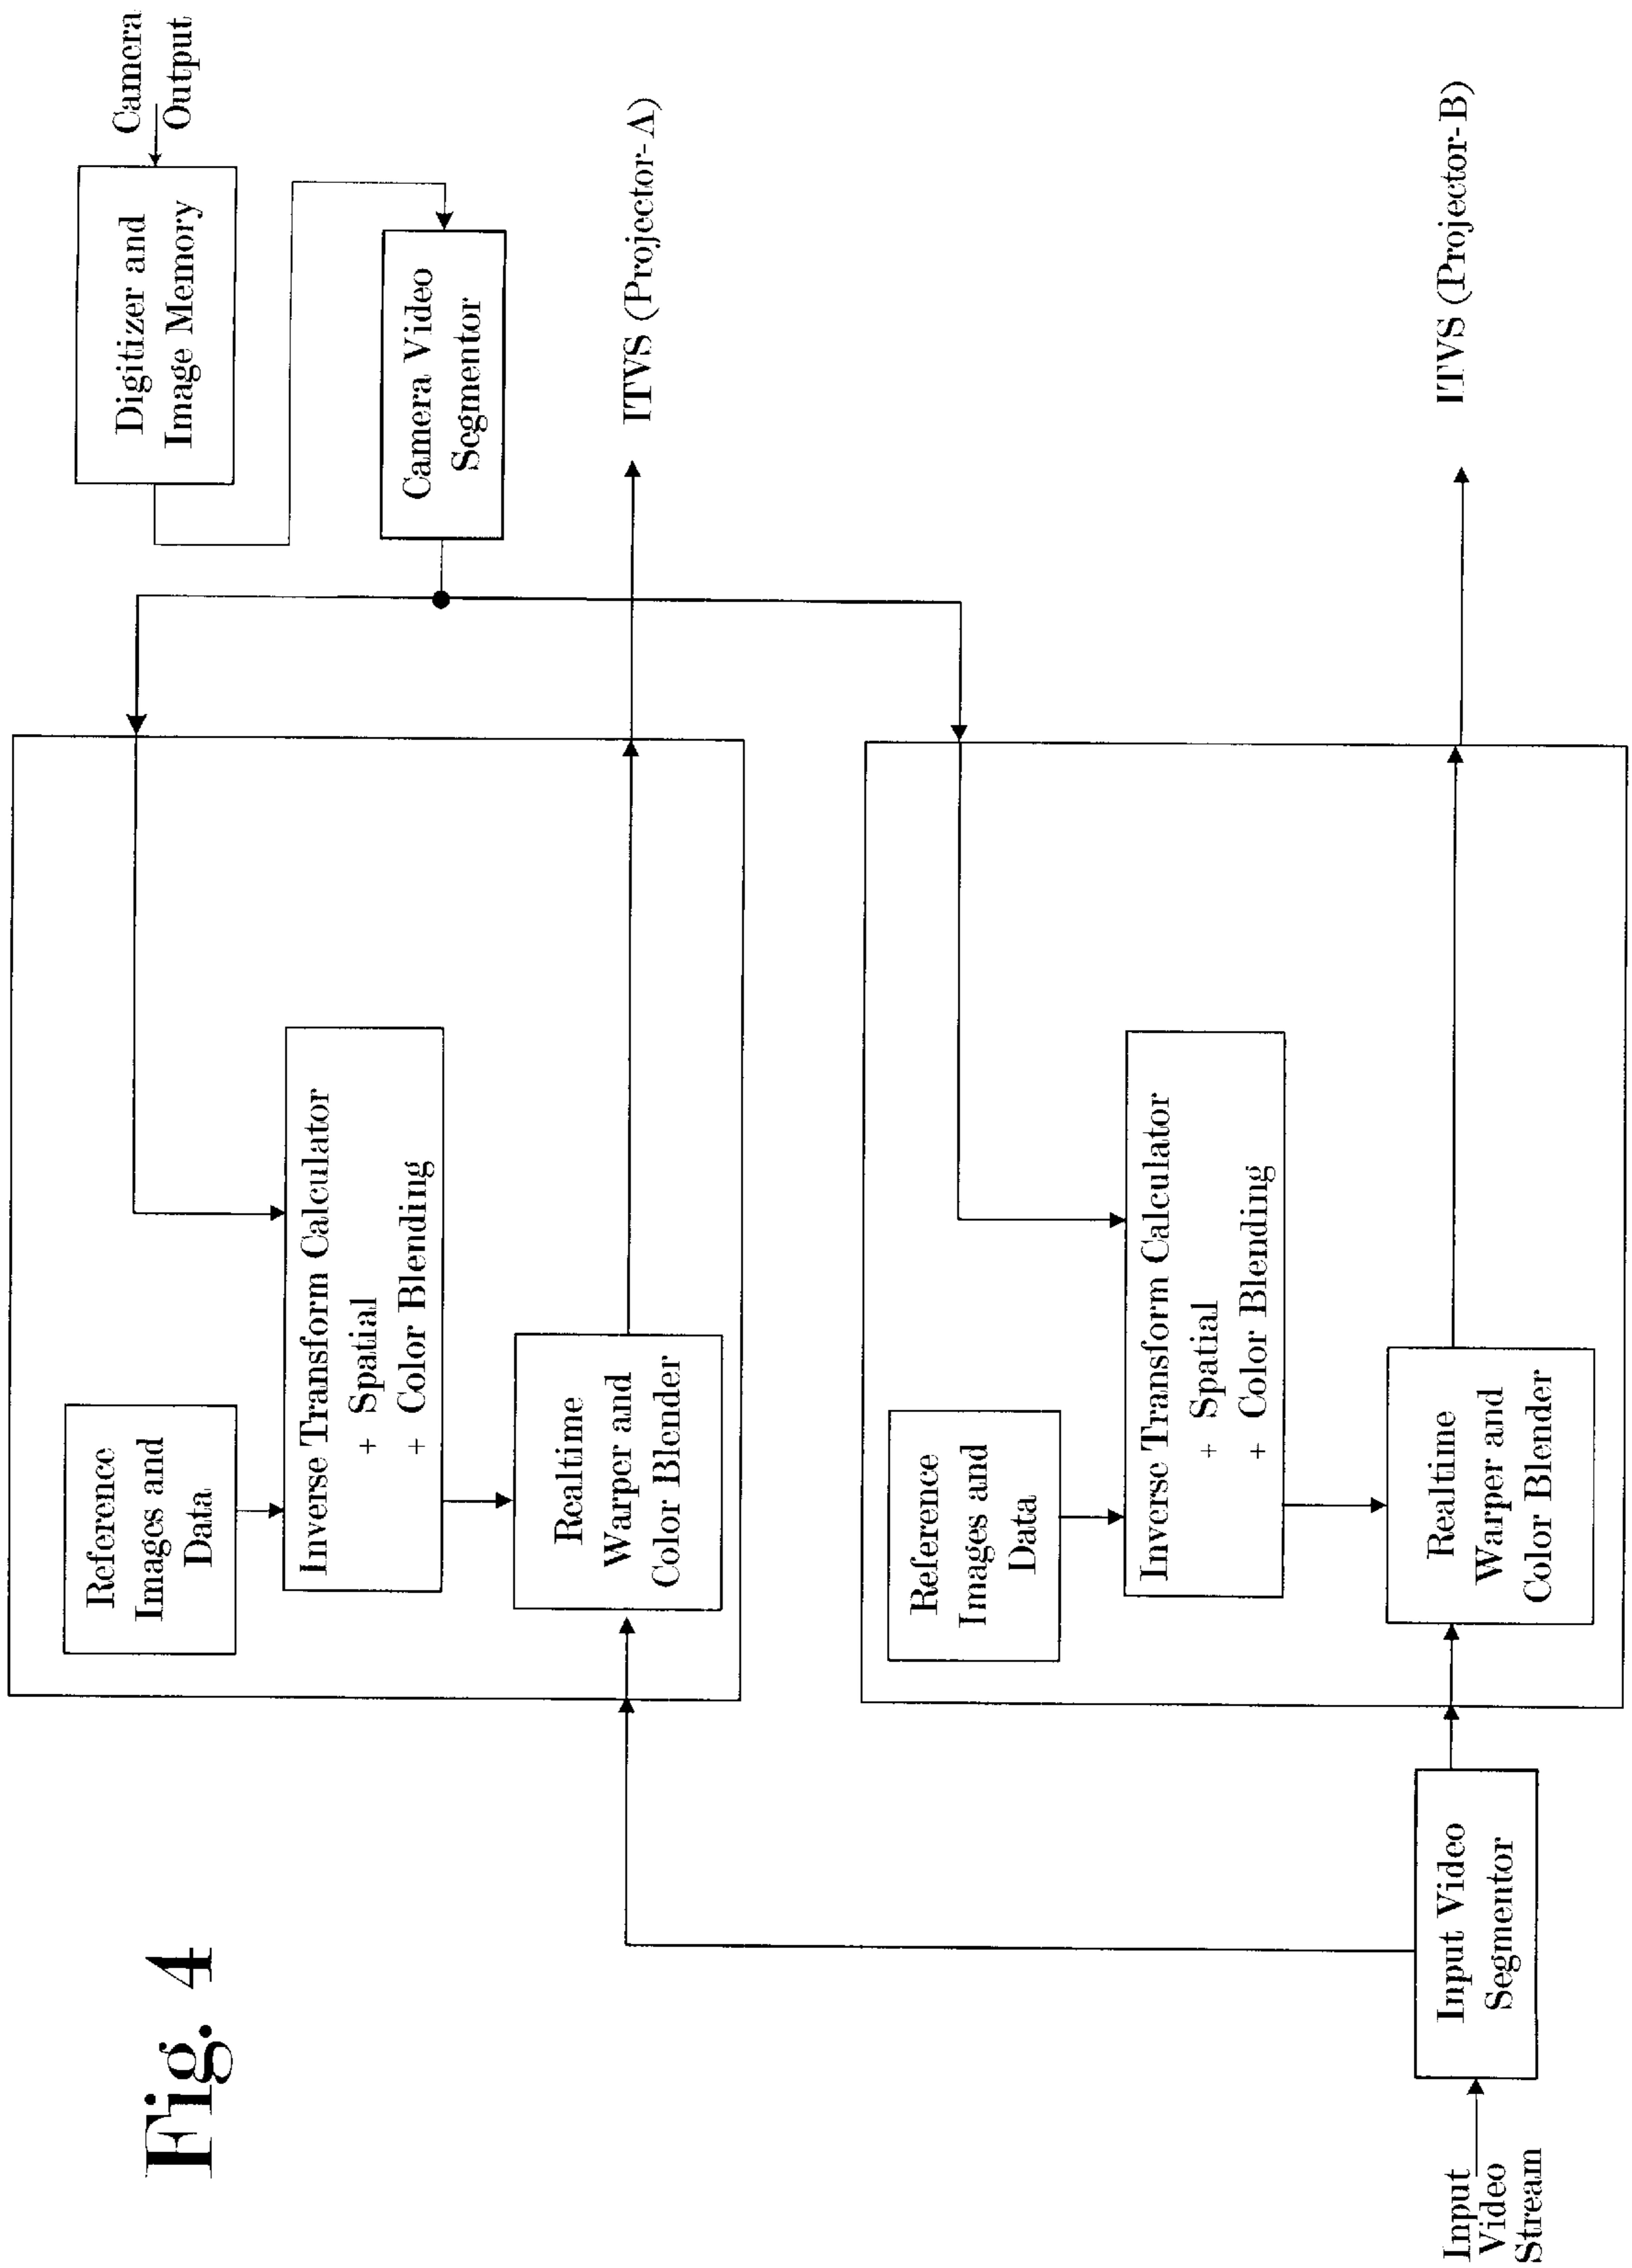 Fig. 4
Camera
Output
Digitizer and
Image Memory
Camera Video
Segmentor
Reference
Images and
Data
Inverse Transform Calculator
+ Spatial
+ Color Blending
Realtime
Warper and
Color Blender
ITVS (Projector-A)
Reference
Images and
Data
Inverse Transform Calculator
+ Spatial
+ Color Blending
Realtime
Warper and
Color Blender
ITVS (Projector-B)
Input Video
Segmentor
Input
Video
Stream